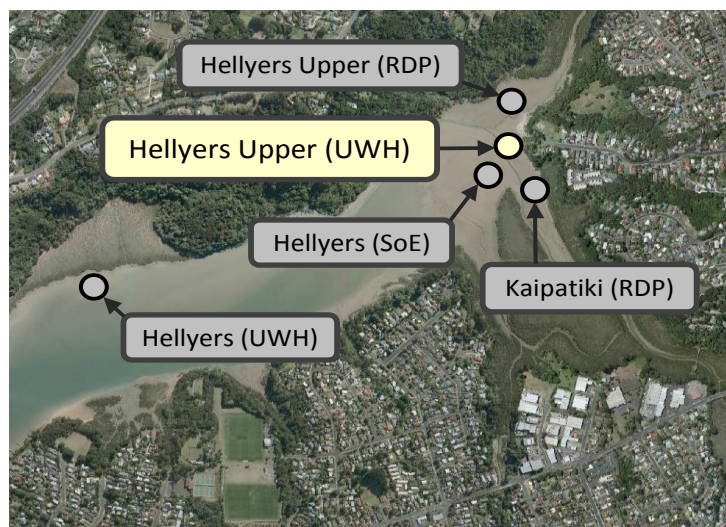 Hellyers Upper (RDP)
Hellyers Upper (UWH)
Hellyers (SoE)
Kaipatiki (RDP)
Hellyers (UWH)